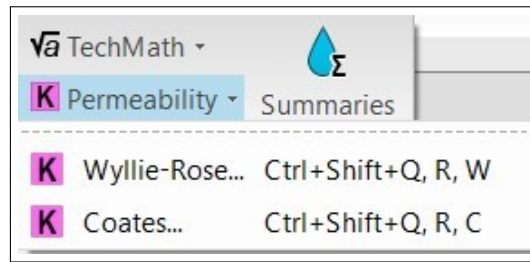 √a TechMath
K Permeability
Σ
Summaries
K Wyllie-Rose... Ctrl+Shift+Q, R, W
K Coates... Ctrl+Shift+Q, R, C